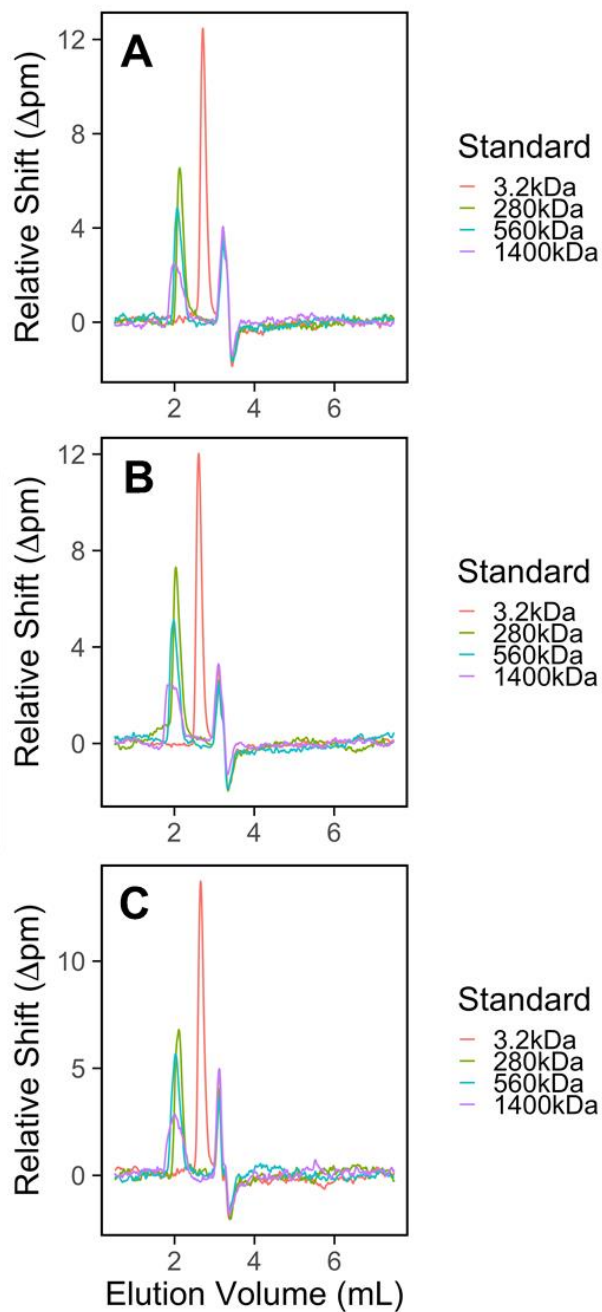 A
12
8
4
0
Relative Shift (Δpm)
2 4 6
Standard
3.2kDa
280kDa
560kDa
1400kDa
B
12
8
4
0
Relative Shift (Δpm)
2 4 6
Standard
3.2kDa
280kDa
560kDa
1400kDa
C
10
5
0
Relative Shift (Δpm)
2 4 6
Elution Volume (mL)
Standard
3.2kDa
280kDa
560kDa
1400kDa